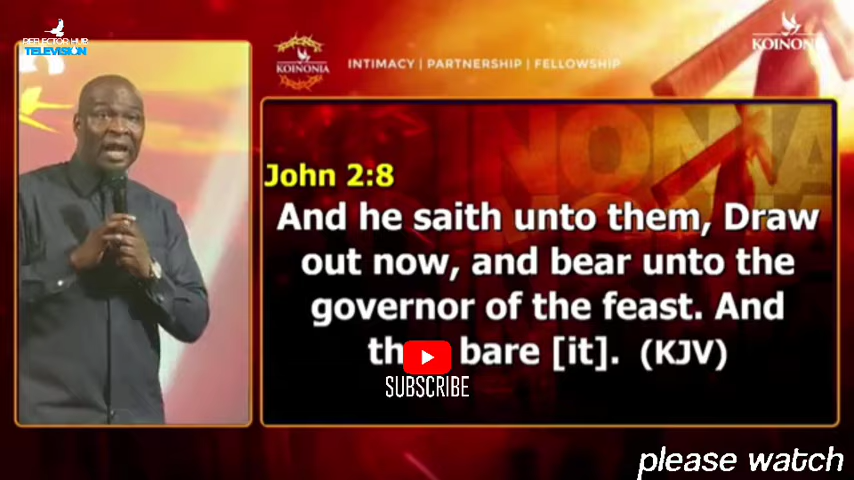 REFLECTOR HUB
TELEVISION
KOINONIA
INTIMACY | PARTNERSHIP | FELLOWSHIP
KOINONIA
John 2:8
And he saith unto them, Draw
out now, and bear unto the
governor of the feast. And
bare [it]. (KJV)
SUBSCRIBE
please watch